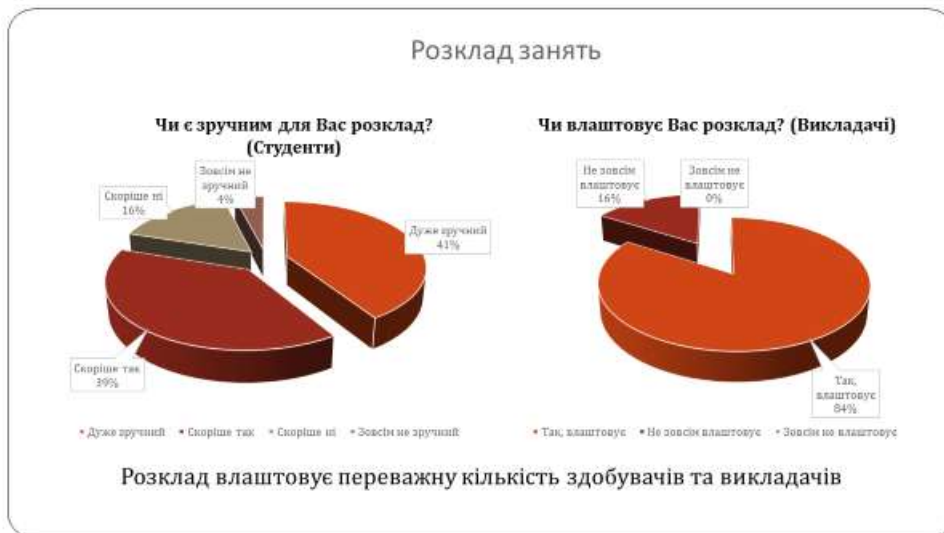 Розклад занять
Чи є зручним для Вас розклад?
(Студенти)
Зовсім не
зручний
4%
Скоріше ні
16%
Дуже зручний
41%
Скоріше так
39%
Дуже зручний Скоріше так Скоріше ні Зовсім не зручний
Чи влаштовує Вас розклад? (Викладачі)
Не зовсім
влаштовує
16%
Зовсім не
влаштовує
0%
Так,
влаштовує
84%
Так, влаштовує Не зовсім влаштовує Зовсім не влаштовує
Розклад влаштовує переважну кількість здобувачів та викладачів